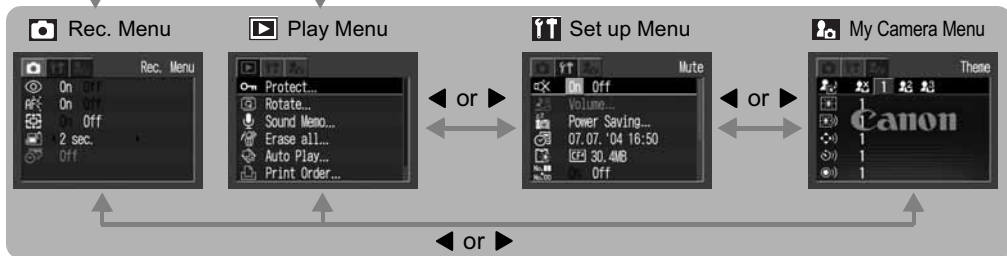 Rec. Menu
Play Menu
Set up Menu
My Camera Menu
Rec. Menu
On Off
On Off
On Off
2 sec.
Off
Protect...
Rotate...
Sound Memo...
Erase all...
Auto Play...
Print Order...
or
Mute
On Off
Volume...
Power Saving...
07.07. '04 16:50
CF 30.4MB
On Off
or
Theme
1
1
1
1
1
1
Canon
or